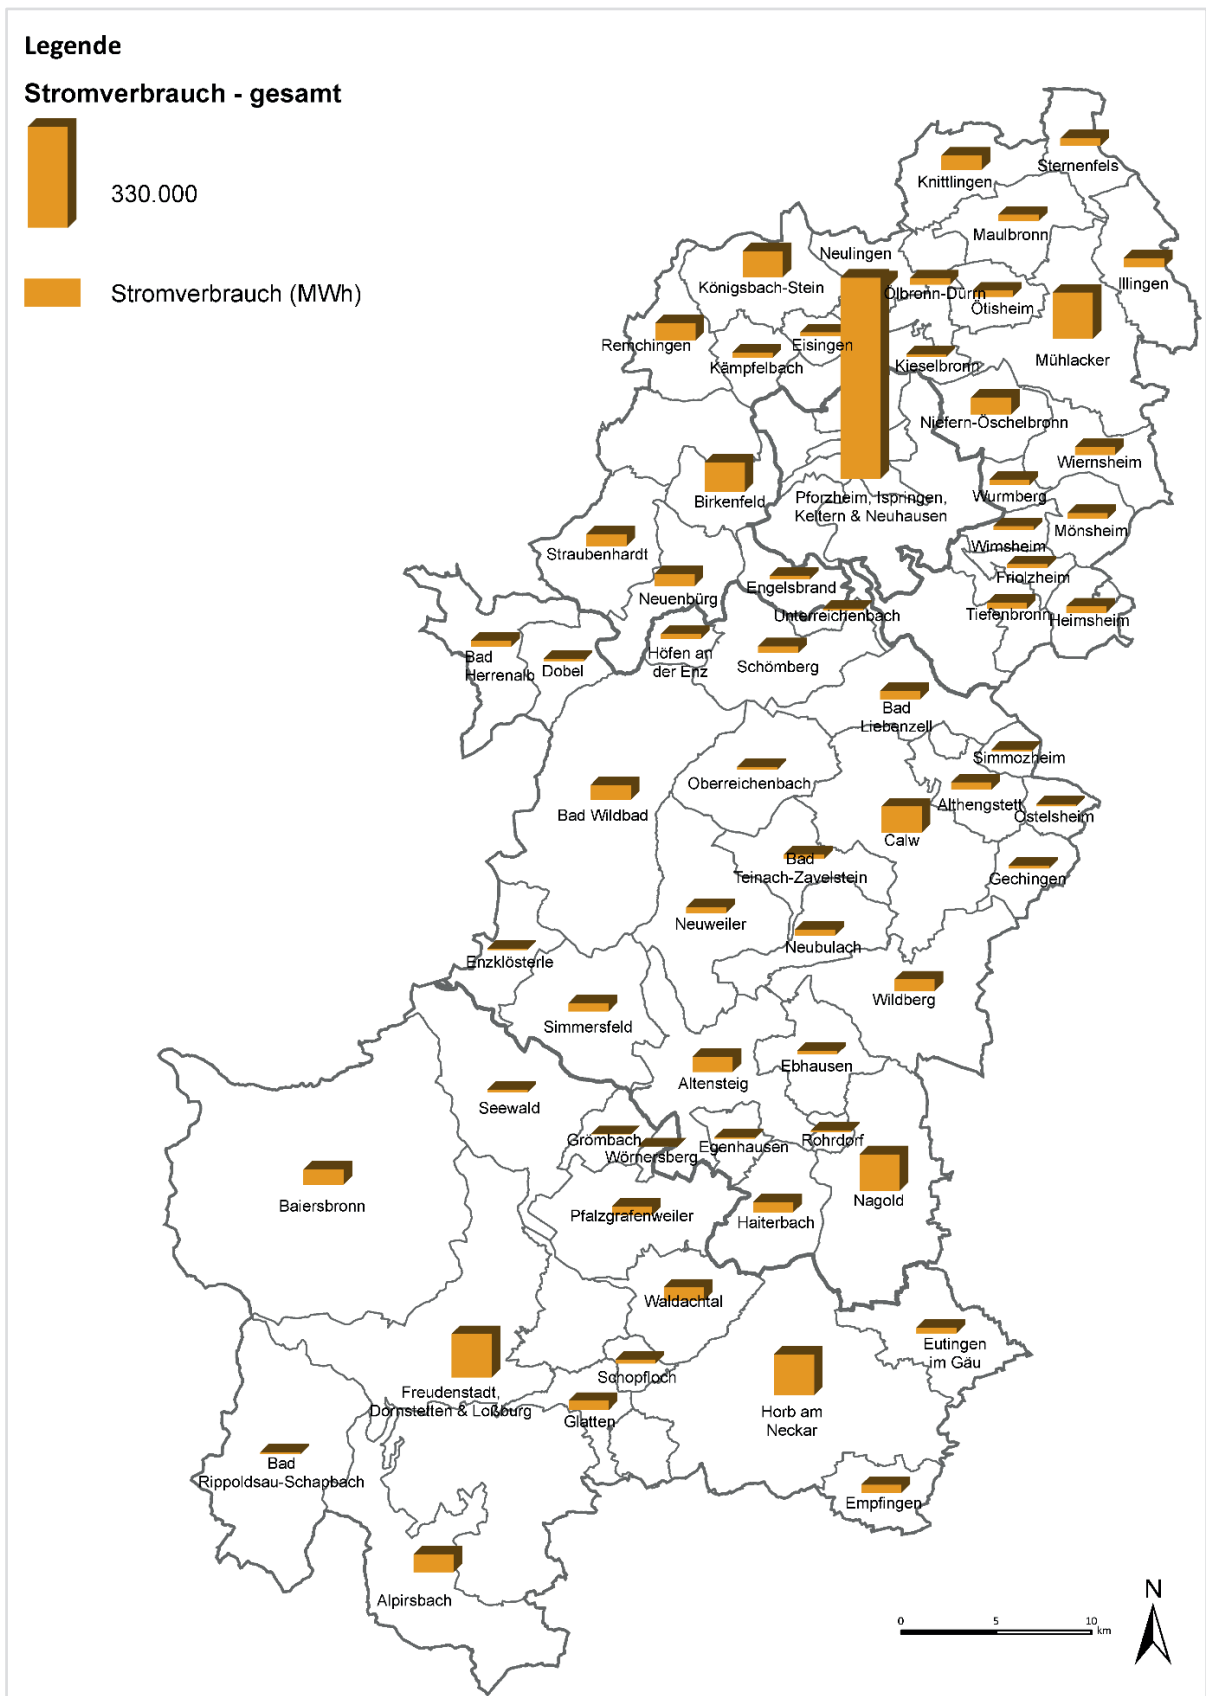 Legende
Stromverbrauch - gesamt
330.000
Stromverbrauch (MWh)
Sternenfels
Knittlingen
Maulbronn
Neulingen
Illingen
Königsbach-Stein
Ölbronn-Dürrn
Ötisheim
Remchingen
Eisingen
Kämpfelbach
Kieselbronn
Mühlacker
Niefern-Öschelbronn
Wiernsheim
Birkenfeld
Pforzheim, Ispringen,
Keltern & Neuhausen
Wurmberg
Mönsheim
Straubenhardt
Wimsheim
Friolzheim
Neuenbürg
Engelsbrand
Unterreichenbach
Tiefenbronn
Heimsheim
Bad
Herrenalb
Dobel
Höfen an
der Enz
Schömberg
Bad
Liebenzell
Simmozheim
Oberreichenbach
Bad Wildbad
Althengstett
Ostelsheim
Calw
Bad
Teinach-Zavelstein
Gechingen
Neuweiler
Neubulach
Enzklösterle
Wildberg
Simmersfeld
Ebhausen
Altensteig
Seewald
Grömbach
Wörnersberg
Egenhausen
Rohrdorf
Baiersbronn
Nagold
Pfalzgrafenweiler
Haiterbach
Waldachtal
Eutingen
im Gäu
Schopfloch
Freudenstadt,
Dornstetten & Loßburg
Glatten
Horb am
Neckar
Bad
Rippoldsau-Schapbach
Empfingen
Alpirsbach
0 5 10
km
N